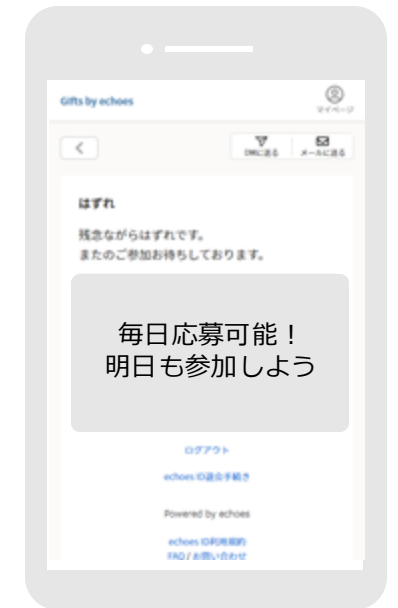 Gifts by echoes
マイページ
DMに送る
メールに送る
はずれ
残念ながらはずれです。
またのご参加お待ちしております。
毎日応募可能！
明日も参加しよう
ログアウト
echoes ID退会手続き
Powered by echoes
echoes ID利用規約
FAQ / お問い合わせ